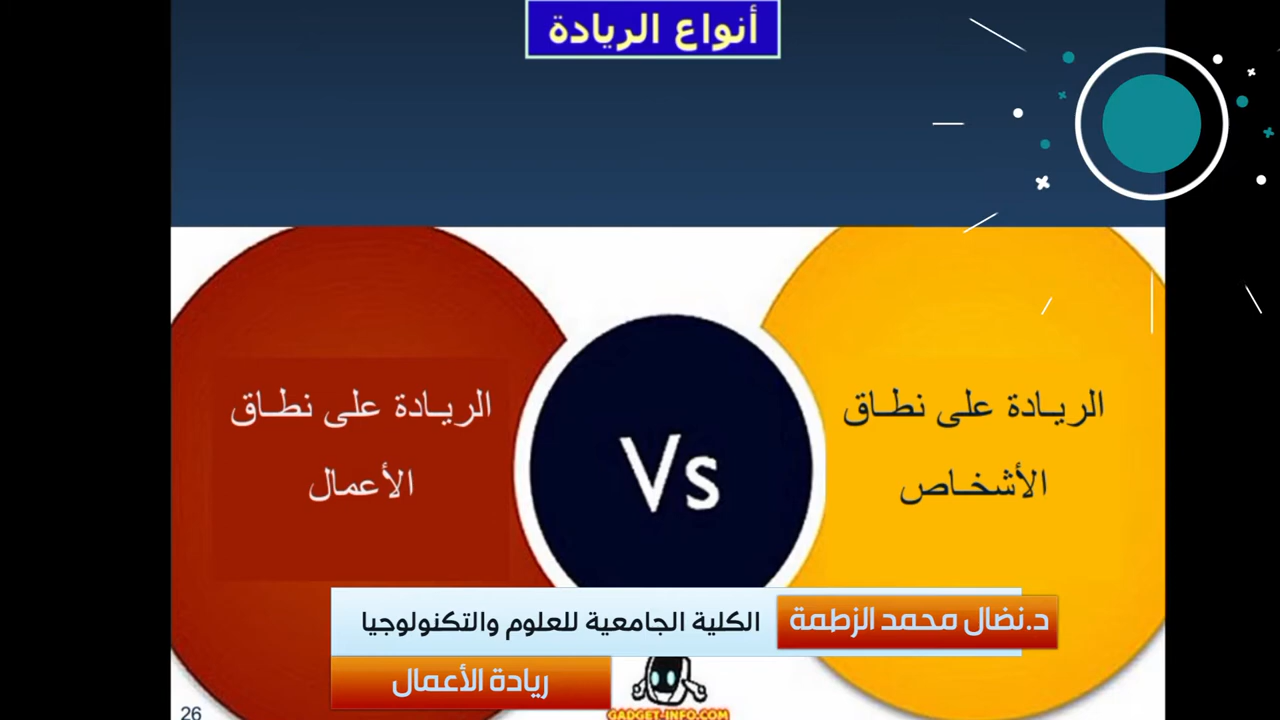 أنواع الريادة
الريادة على نطاق
الأشخاص
Vs
الريادة على نطاق
الأعمال
د.نضال محمد الزطمة
الكلية الجامعية للعلوم والتكنولوجيا
ريادة الأعمال
GADGET-INFO.COM
26